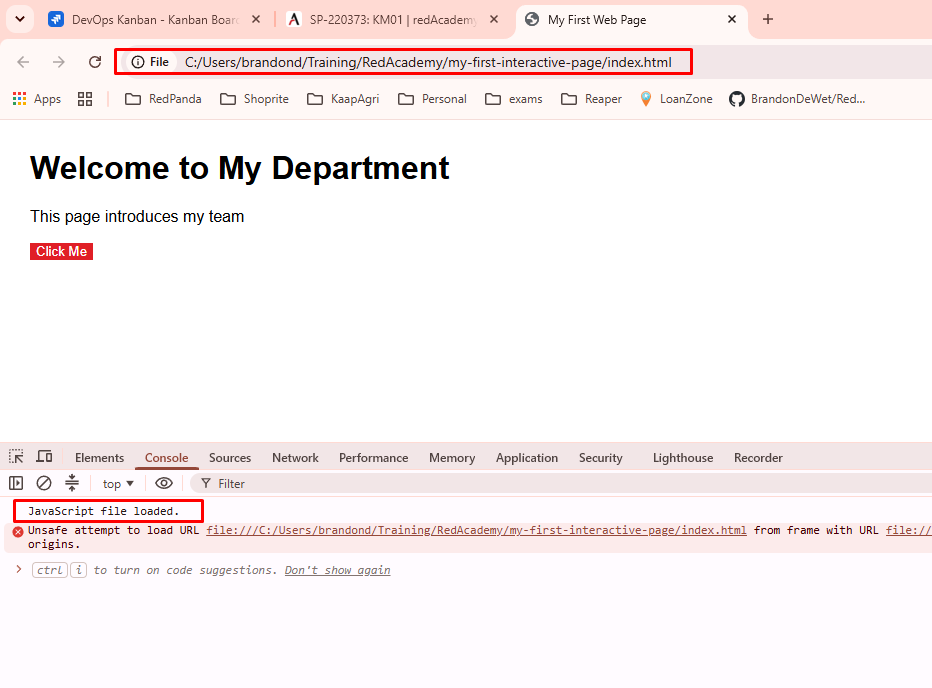 DevOps Kanban - Kanban Board
SP-220373: KM01 | redAcademy
My First Web Page
File C:/Users/brandond/Training/RedAcademy/my-first-interactive-page/index.html
Apps RedPanda Shoprite KaapAgri Personal exams Reaper LoanZone BrandonDeWet/Red...
Welcome to My Department
This page introduces my team
Click Me
Elements Console Sources Network Performance Memory Application Security Lighthouse Recorder
top Filter
JavaScript file loaded.
Unsafe attempt to load URL file:///C:/Users/brandond/Training/RedAcademy/my-first-interactive-page/index.html from frame with URL file://
origins.
ctrl i to turn on code suggestions. Don't show again